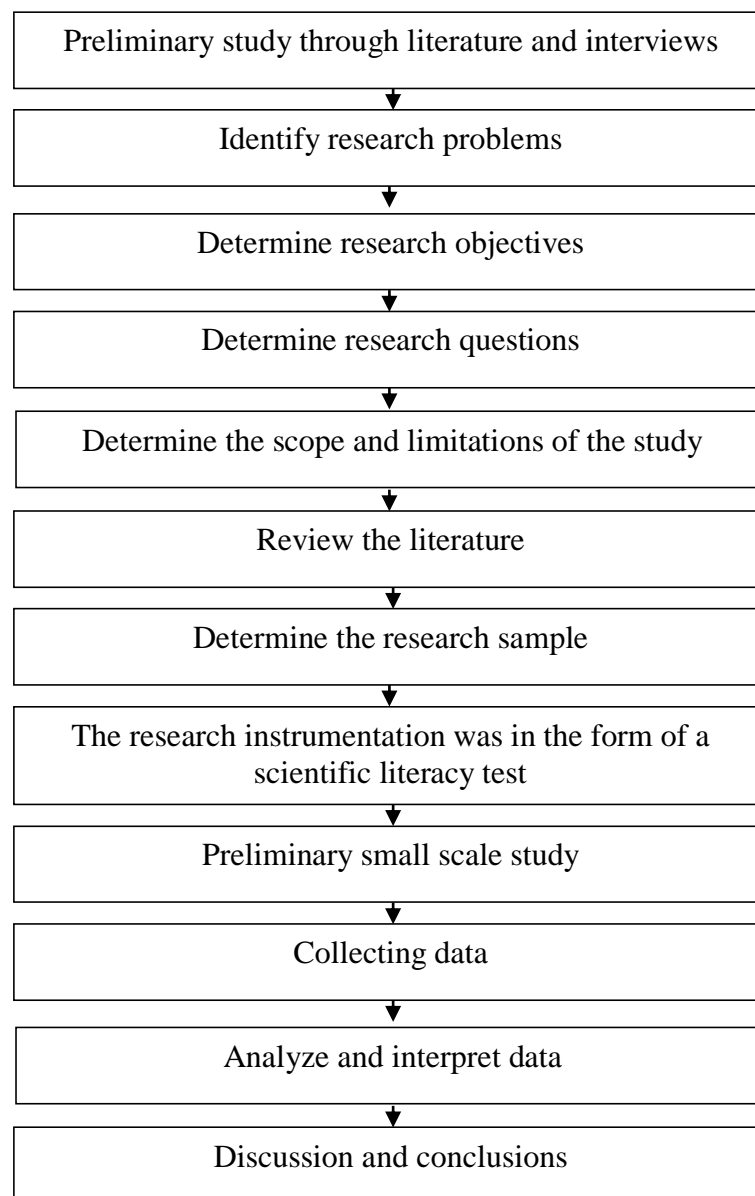 Preliminary study through literature and interviews
Identify research problems
Determine research objectives
Determine research questions
Determine the scope and limitations of the study
Review the literature
Determine the research sample
The research instrumentation was in the form of a
scientific literacy test
Preliminary small scale study
Collecting data
Analyze and interpret data
Discussion and conclusions